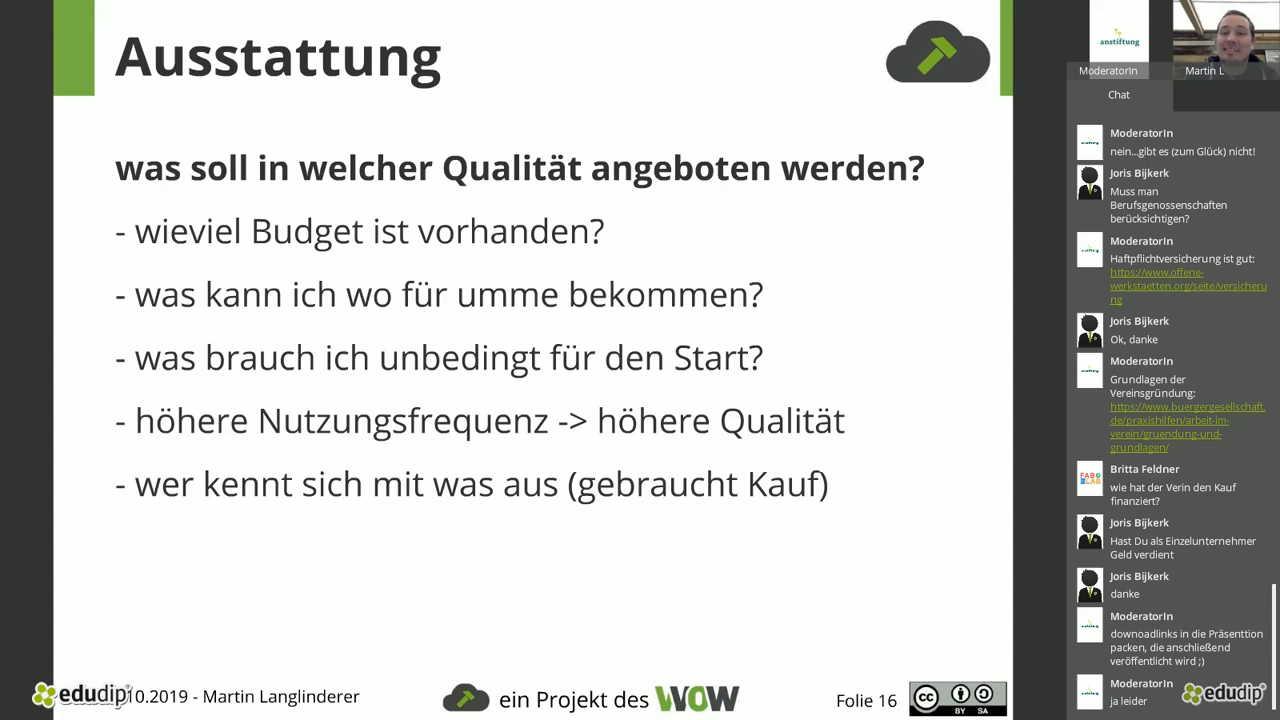 Ausstattung
was soll in welcher Qualität angeboten werden?
- wieviel Budget ist vorhanden?
- was kann ich wo für umme bekommen?
- was brauch ich unbedingt für den Start?
- höhere Nutzungsfrequenz -> höhere Qualität
- wer kennt sich mit was aus (gebraucht Kauf)
edudip
10.2019 - Martin Langlinderer
ein Projekt des WOW
Folie 16
cc
BY SA
anstiftung
ModeratorIn
Martin L
Chat
ModeratorIn
nein...gibt es (zum Glück) nicht!
Joris Bijkerk
Muss man
Berufsgenossenschaften
berücksichtigen?
ModeratorIn
Haftpflichtversicherung ist gut:
https://www.offene-
werkstaetten.org/seite/versicheru
ng
Joris Bijkerk
Ok, danke
ModeratorIn
Grundlagen der
Vereinsgründung:
https://www.buergergesellschaft.
de/praxishilfen/arbeit-im-
verein/gruendung-und-
grundlagen/
FABLAB
Britta Feldner
wie hat der Verin den Kauf
finanziert?
Joris Bijkerk
Hast Du als Einzelunternehmer
Geld verdient
Joris Bijkerk
danke
ModeratorIn
downoadlinks in die Präsenttion
packen, die anschließend
veröffentlicht wird ;)
ModeratorIn
ja leider
edudip